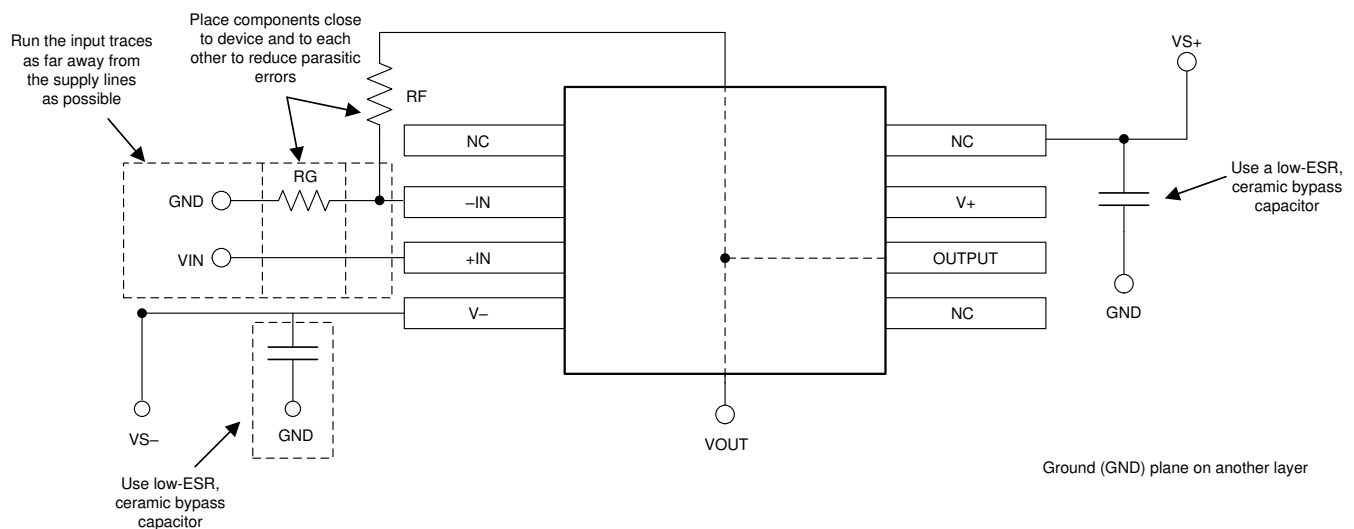 Place components close
to device and to each
other to reduce parasitic
errors
Run the input traces
as far away from
the supply lines
as possible
VS+
RF
NC
NC
Use a low-ESR,
ceramic bypass
capacitor
RG
GND
–IN
V+
VIN
+IN
OUTPUT
GND
V–
NC
VS–
GND
VOUT
Use low-ESR,
ceramic bypass
capacitor
Ground (GND) plane on another layer